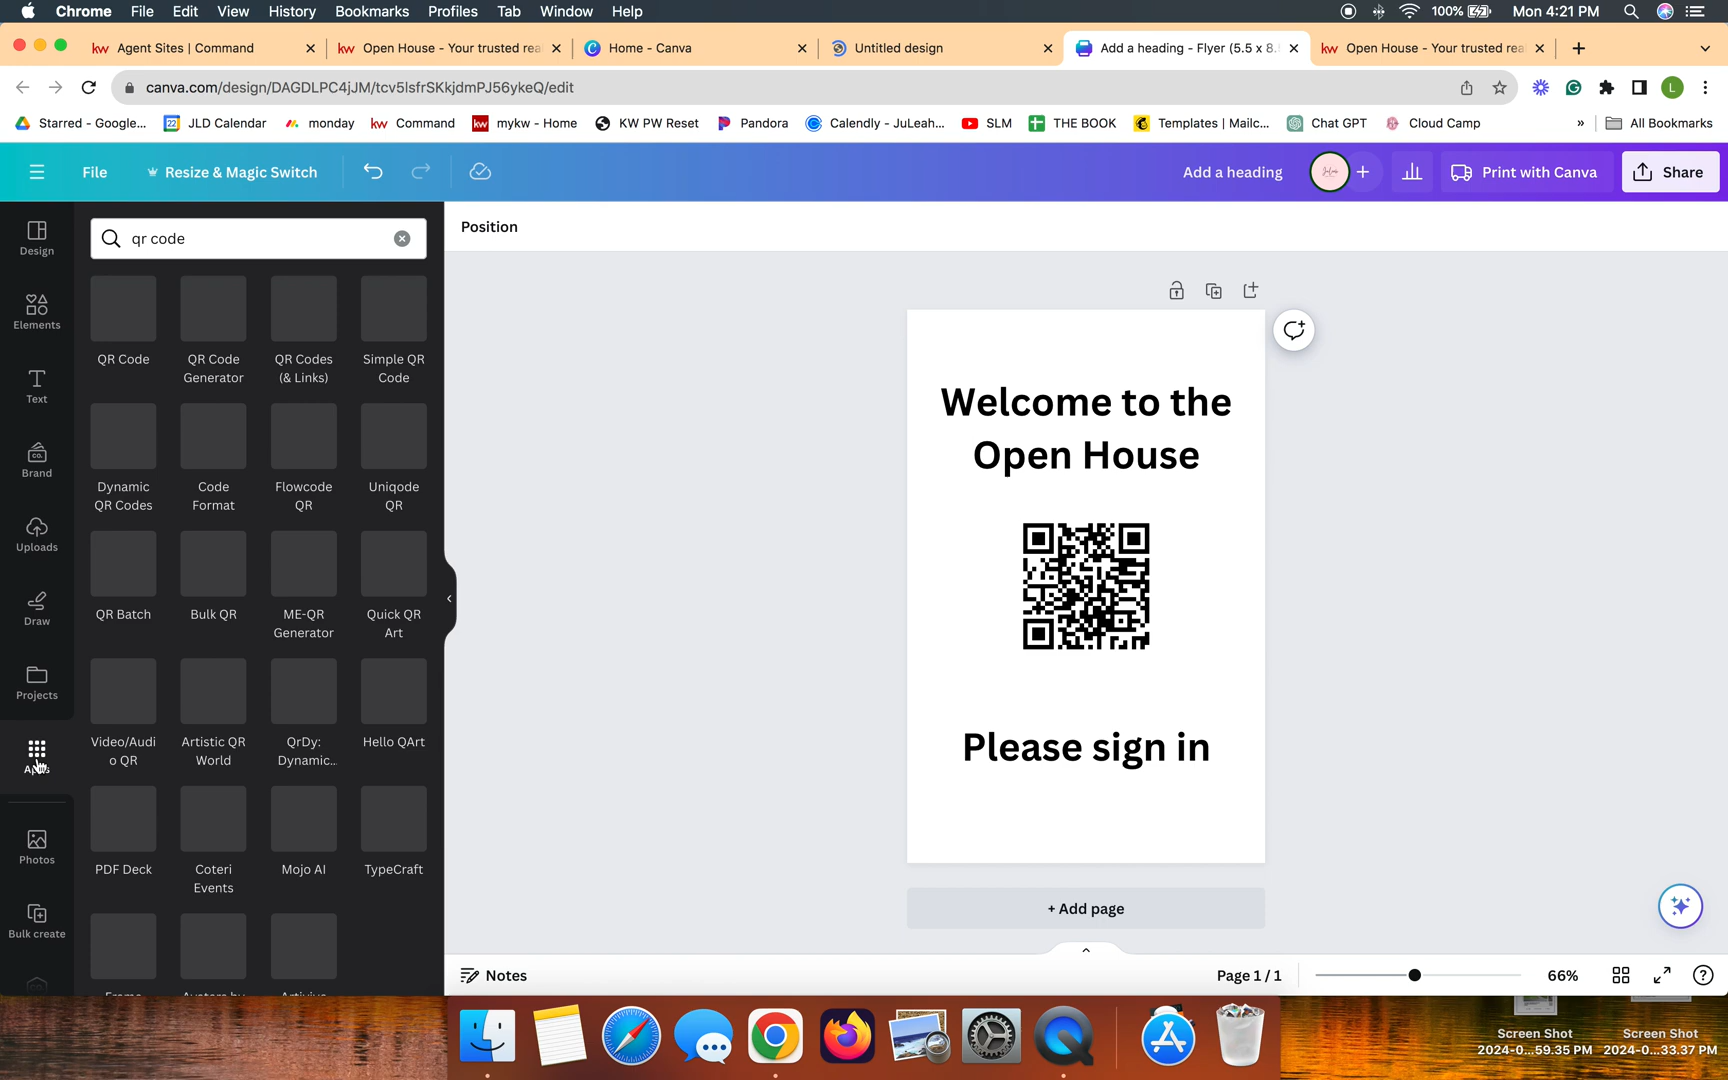 Chrome File Edit View History Bookmarks Profiles Tab Window Help 100% Mon 4:21 PM
kw Agent Sites | Command kw Open House - Your trusted rea Home - Canva Untitled design Add a heading - Flyer (5.5 x 8. kw Open House - Your trusted rea
canva.com/design/DAGDLPC4jJM/tcv5lsfrSKkjdmPJ56ykeQ/edit L
Starred - Google... 22 JLD Calendar monday kw Command kw mykw - Home KW PW Reset Pandora Calendly - JuLeah... SLM THE BOOK Templates | Mailc... Chat GPT Cloud Camp » All Bookmarks
File Resize & Magic Switch Add a heading Print with Canva Share
Design
Elements
Text
Brand
Uploads
Draw
Projects
Apps
Photos
Bulk create
qr code
QR Code QR Code Generator QR Codes (& Links) Simple QR Code
Dynamic QR Codes Code Format Flowcode QR Uniqode QR
QR Batch Bulk QR ME-QR Generator Quick QR Art
Video/Audi o QR Artistic QR World QrDy: Dynamic... Hello QArt
PDF Deck Coteri Events Mojo AI TypeCraft
Position
Welcome to the
Open House
Please sign in
+ Add page
Notes Page 1 / 1 66%
Screen Shot Screen Shot
2024-0...59.35 PM 2024-0...33.37 PM